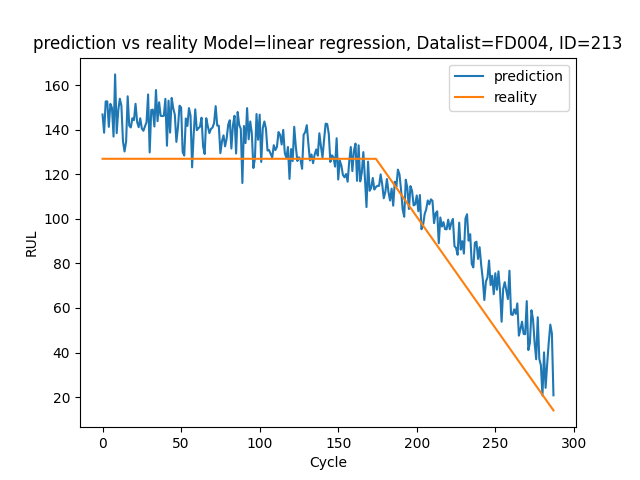 prediction vs reality Model=linear regression, Datalist=FD004, ID=213
prediction
reality
160
140
120
100
80
60
40
20
RUL
0 50 100 150 200 250 300
Cycle